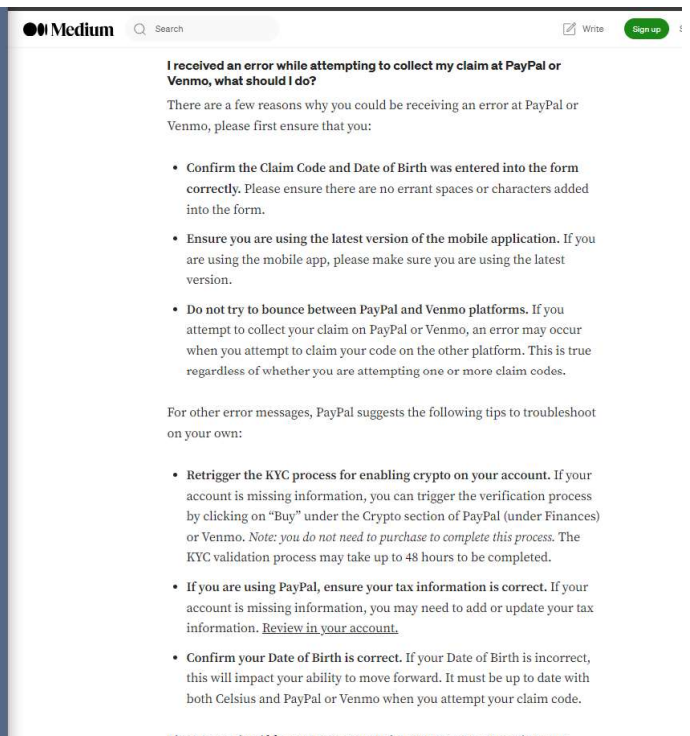 Medium
Search
Write
Sign up
I received an error while attempting to collect my claim at PayPal or
Venmo, what should I do?
There are a few reasons why you could be receiving an error at PayPal or
Venmo, please first ensure that you:
• Confirm the Claim Code and Date of Birth was entered into the form
correctly. Please ensure there are no errant spaces or characters added
into the form.
• Ensure you are using the latest version of the mobile application. If you
are using the mobile app, please make sure you are using the latest
version.
• Do not try to bounce between PayPal and Venmo platforms. If you
attempt to collect your claim on PayPal or Venmo, an error may occur
when you attempt to claim your code on the other platform. This is true
regardless of whether you are attempting one or more claim codes.
For other error messages, PayPal suggests the following tips to troubleshoot
on your own:
• Retrigger the KYC process for enabling crypto on your account. If your
account is missing information, you can trigger the verification process
by clicking on “Buy” under the Crypto section of PayPal (under Finances)
or Venmo. Note: you do not need to purchase to complete this process. The
KYC validation process may take up to 48 hours to be completed.
• If you are using PayPal, ensure your tax information is correct. If your
account is missing information, you may need to add or update your tax
information. Review in your account.
• Confirm your Date of Birth is correct. If your Date of Birth is incorrect,
this will impact your ability to move forward. It must be up to date with
both Celsius and PayPal or Venmo when you attempt your claim code.